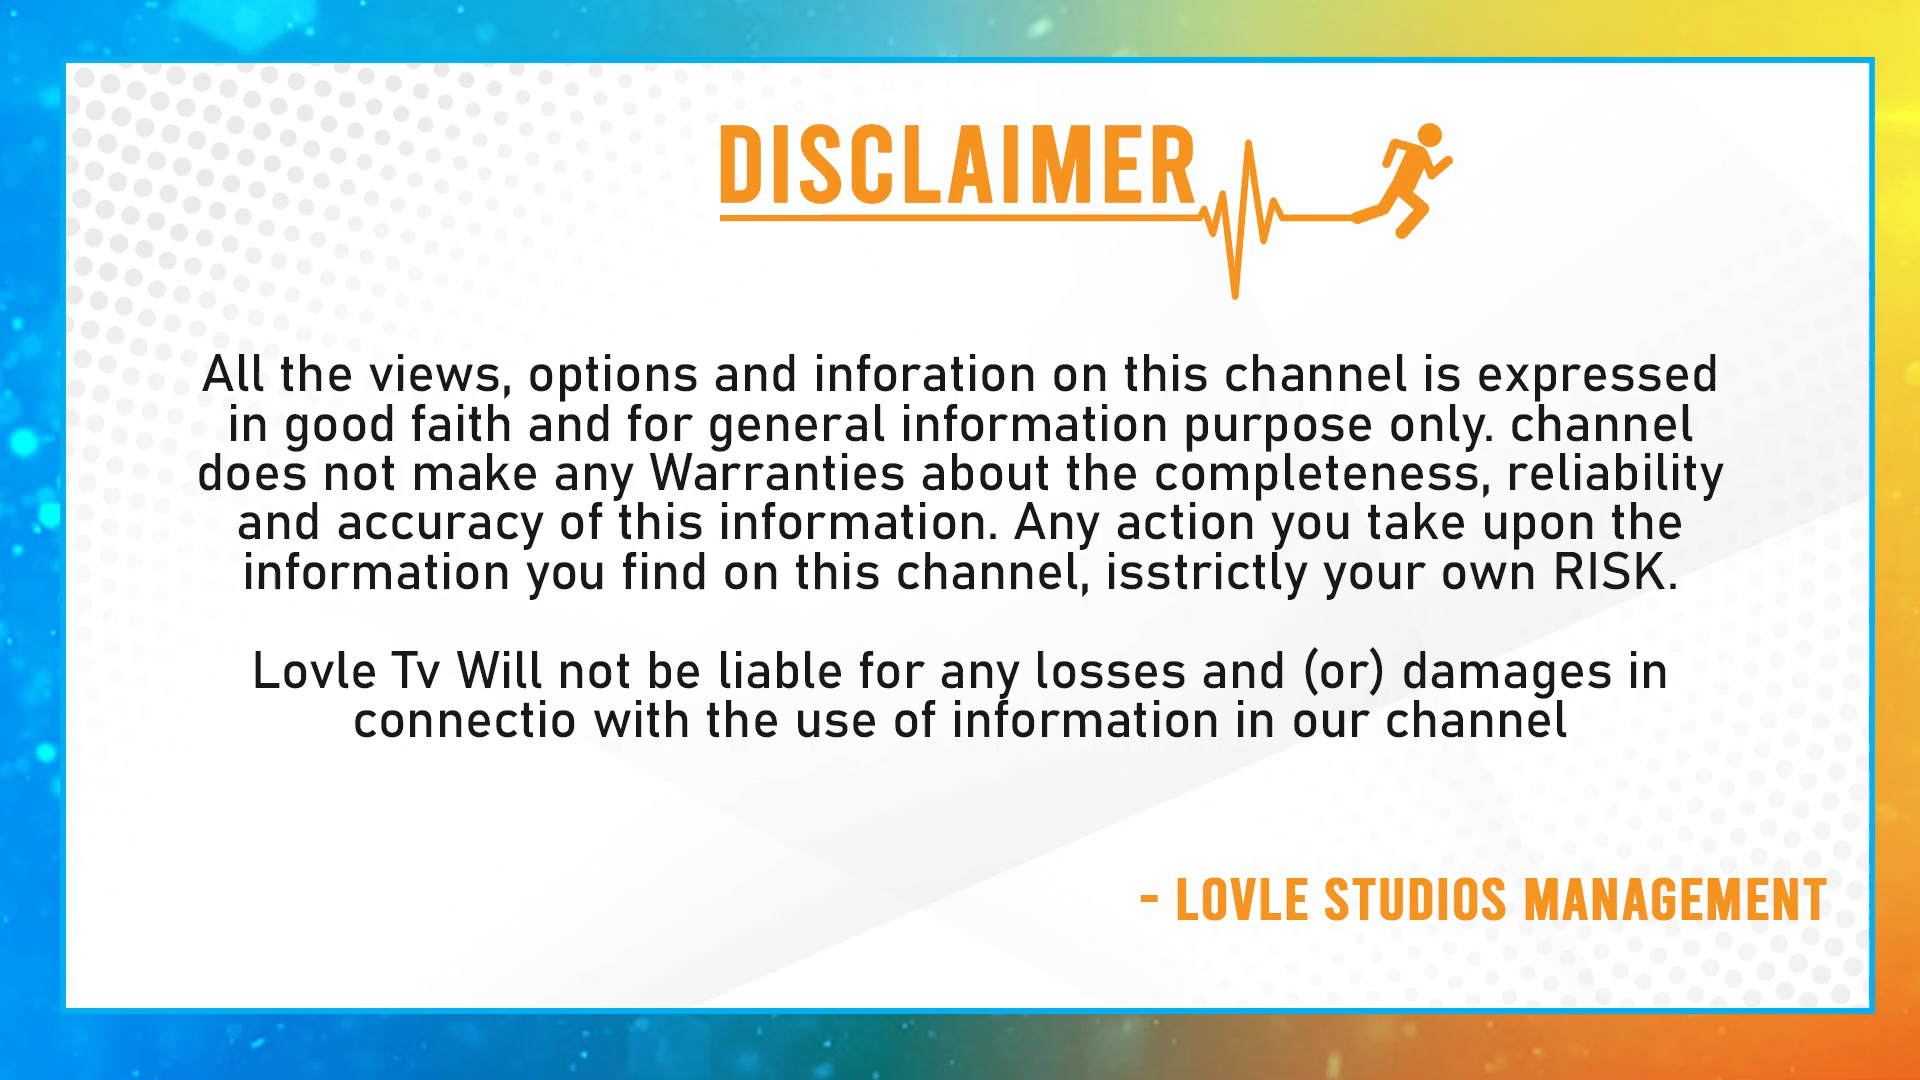 DISCLAIMER
All the views, options and inforation on this channel is expressed
in good faith and for general information purpose only. channel
does not make any Warranties about the completeness, reliability
and accuracy of this information. Any action you take upon the
information you find on this channel, isstrictly your own RISK.
Lovle Tv Will not be liable for any losses and (or) damages in
connectio with the use of information in our channel
- LOVLE STUDIOS MANAGEMENT